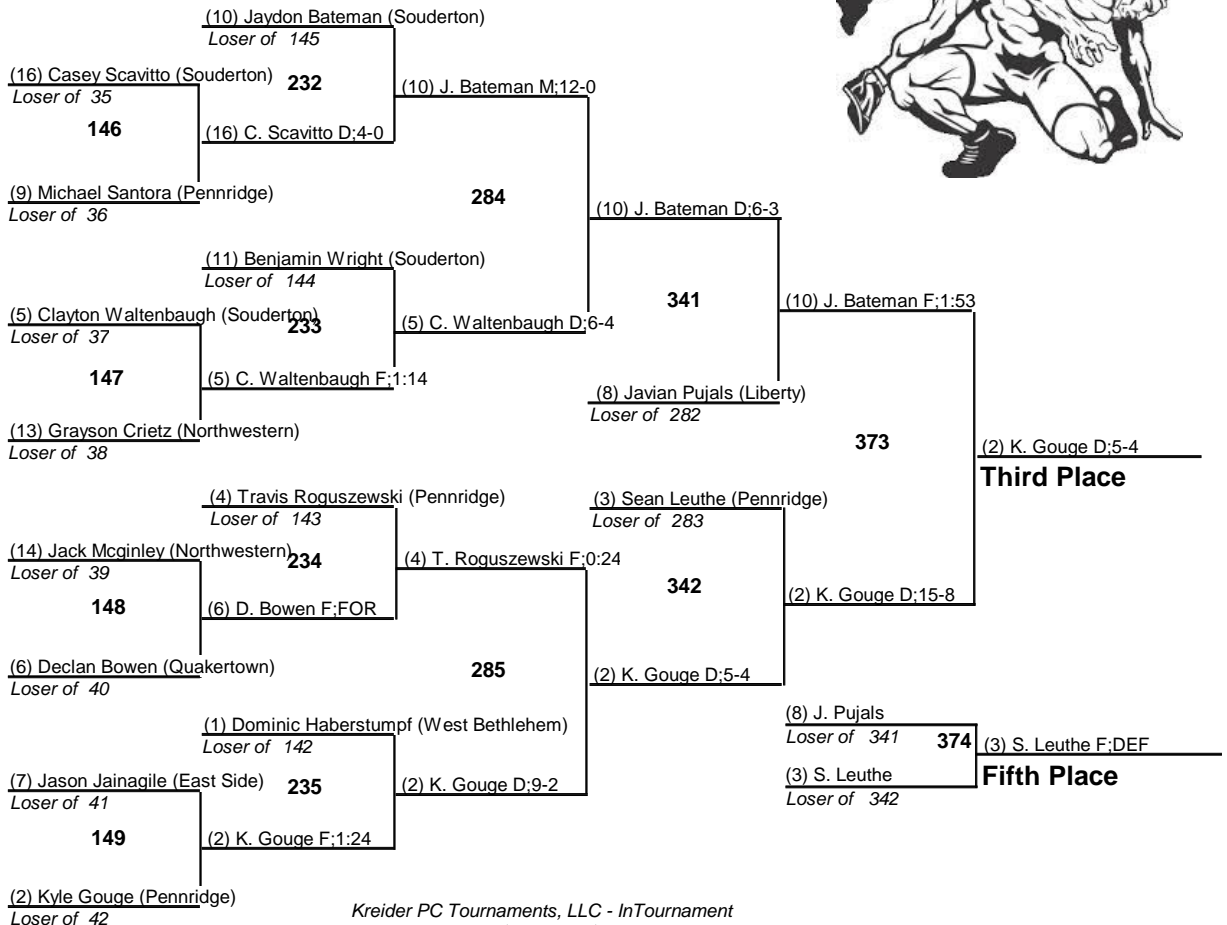 (10) Jaydon Bateman (Souderton)
Loser of 145
(16) Casey Scavitto (Souderton)
232
Loser of 35
(10) J. Bateman M;12-0
146
(16) C. Scavitto D;4-0
(9) Michael Santora (Pennridge)
Loser of 36
284
(10) J. Bateman D;6-3
(11) Benjamin Wright (Souderton)
Loser of 144
(5) Clayton Waltenbaugh (Souderton)
233
Loser of 37
(5) C. Waltenbaugh D;6-4
341
(10) J. Bateman F;1:53
147
(5) C. Waltenbaugh F;1:14
(8) Javian Pujals (Liberty)
Loser of 282
(13) Grayson Crietz (Northwestern)
Loser of 38
373
(2) K. Gouge D;5-4
Third Place
(4) Travis Roguszewski (Pennridge)
Loser of 143
(3) Sean Leuthe (Pennridge)
Loser of 283
(14) Jack Mcginley (Northwestern)
234
Loser of 39
(4) T. Roguszewski F;0:24
342
148
(6) D. Bowen F;FOR
(2) K. Gouge D;15-8
(6) Declan Bowen (Quakertown)
Loser of 40
285
(2) K. Gouge D;5-4
(1) Dominic Haberstumpf (West Bethlehem)
Loser of 142
(8) J. Pujals
Loser of 341
374
(3) S. Leuthe F;DEF
Fifth Place
(3) S. Leuthe
Loser of 342
(7) Jason Jainagile (East Side)
235
Loser of 41
(2) K. Gouge D;9-2
149
(2) K. Gouge F;1:24
(2) Kyle Gouge (Pennridge)
Loser of 42
Kreider PC Tournaments, LLC - InTournament